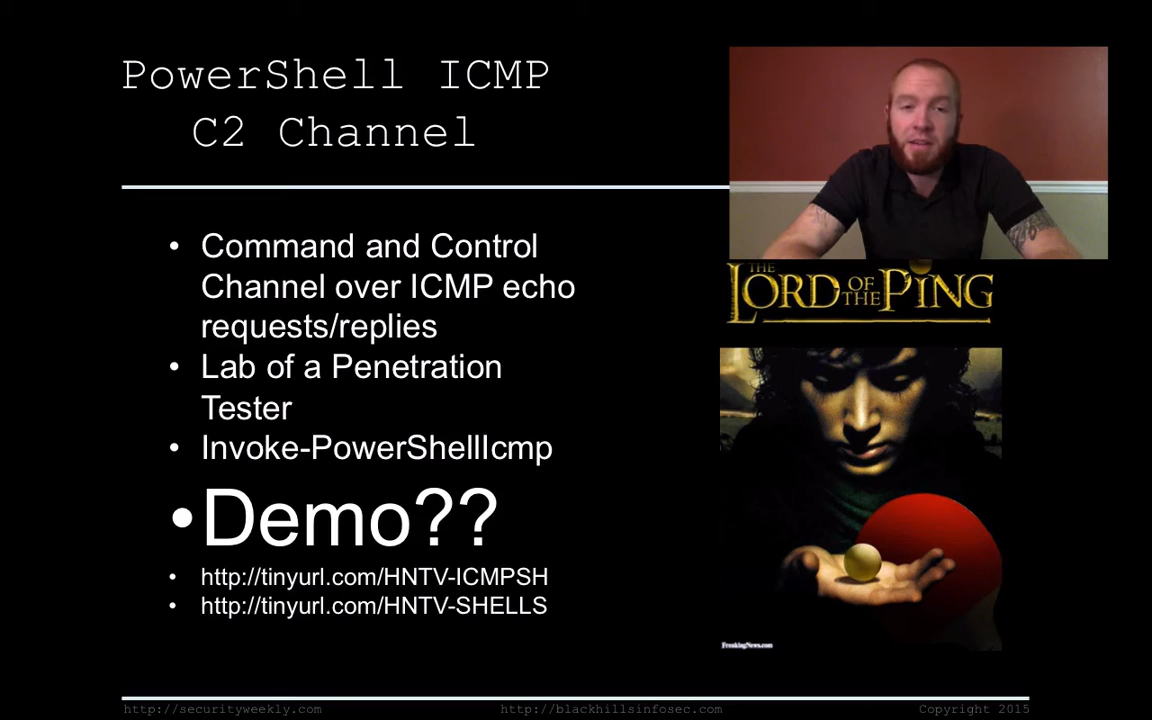 PowerShell ICMP
C2 Channel
• Command and Control
Channel over ICMP echo
requests/replies
• Lab of a Penetration
Tester
• Invoke-PowerShellIcmp
•Demo??
• http://tinyurl.com/HNTV-ICMPSH
• http://tinyurl.com/HNTV-SHELLS
THE
LORD OF THE PING
FreakingNews.com
http://securityweekly.com
http://blackhillsinfosec.com
Copyright 2015